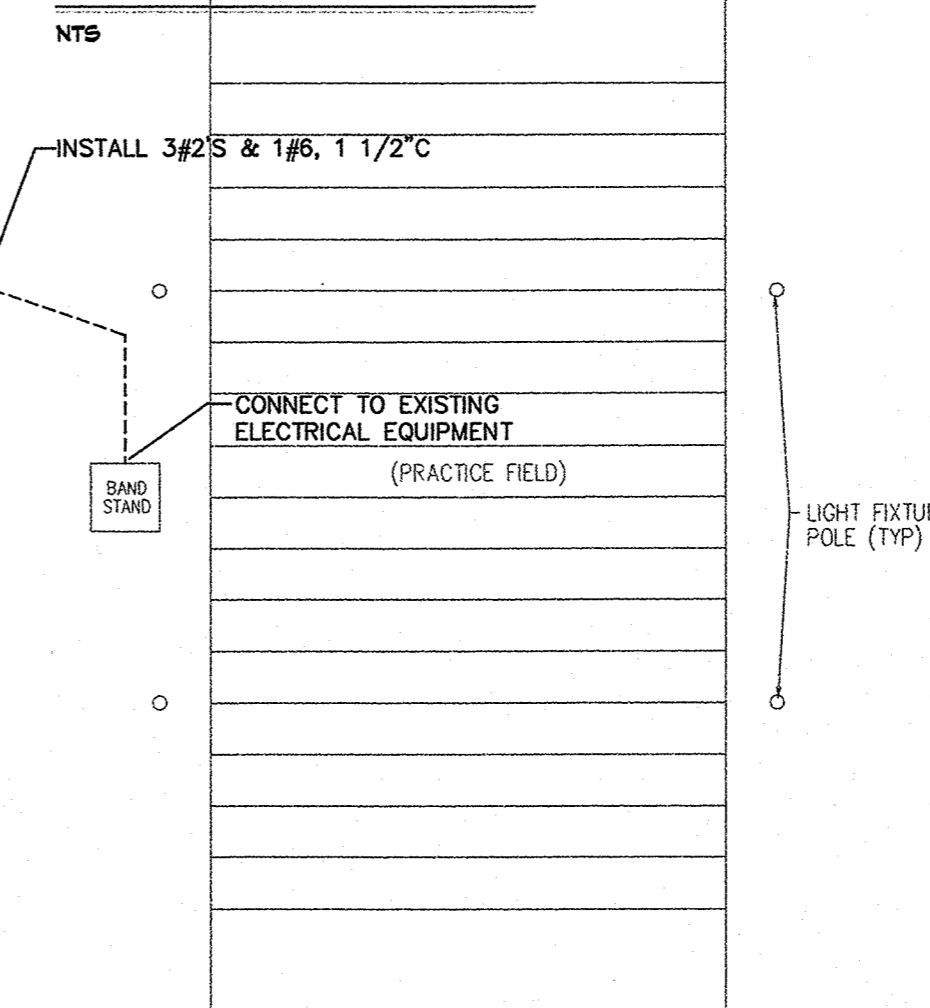 NTS
INSTALL 3#2'S & 1#6, 1 1/2"C
CONNECT TO EXISTING
ELECTRICAL EQUIPMENT
(PRACTICE FIELD)
BAND
STAND
LIGHT
POLE (TYP)